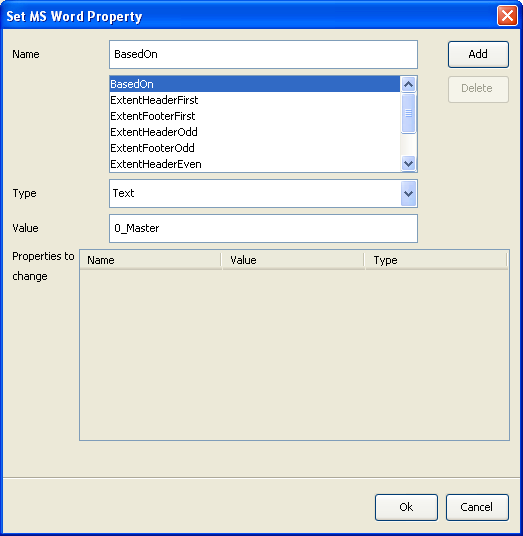 Set MS Word Property
Name
BasedOn
Add
BasedOn
ExtentHeaderFirst
ExtentFooterFirst
ExtentHeaderOdd
ExtentFooterOdd
ExtentHeaderEven
Delete
Type
Text
Value
0_Master
Properties to
change
Name Value Type
Ok Cancel